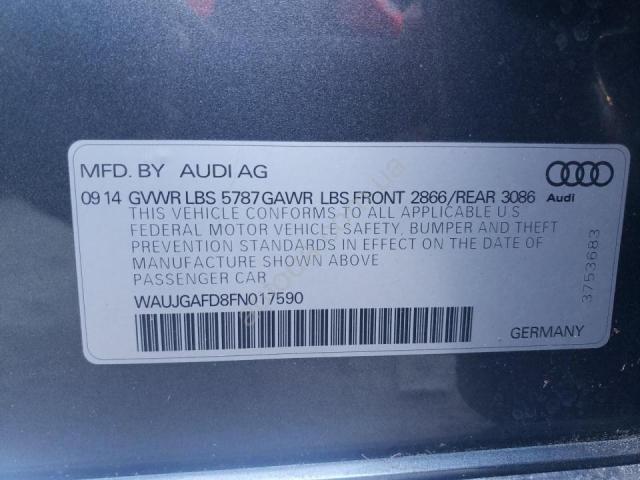 MFD. BY AUDI AG
09 14 GVWR LBS 5787 GAWR LBS FRONT 2866/REAR 3086
Audi
THIS VEHICLE CONFORMS TO ALL APPLICABLE U S
FEDERAL MOTOR VEHICLE SAFETY, BUMPER AND THEFT
PREVENTION STANDARDS IN EFFECT ON THE DATE OF
MANUFACTURE SHOWN ABOVE
PASSENGER CAR
WAUJGAFD8FN017590
3753683
GERMANY